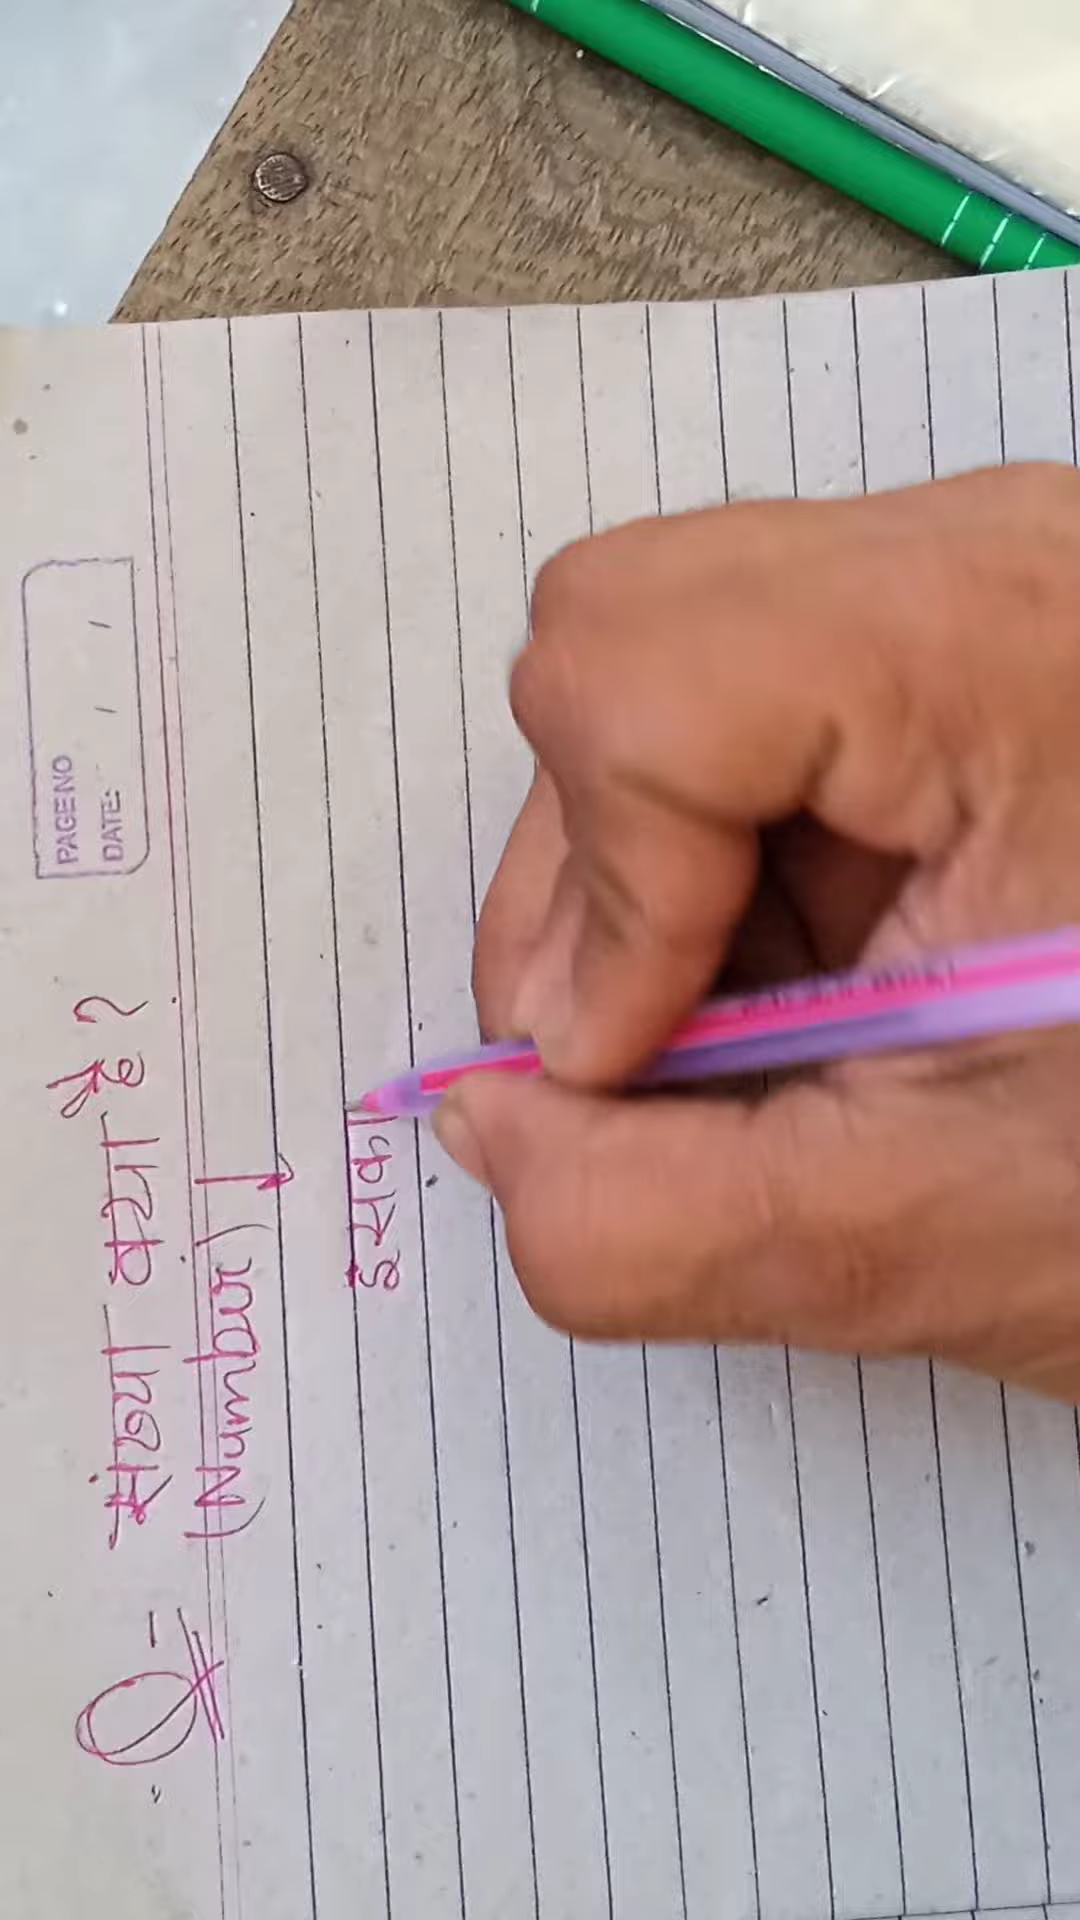 PAGE NO
DATE: / /
Q - संख्या क्या है ?
(Number)
इसका